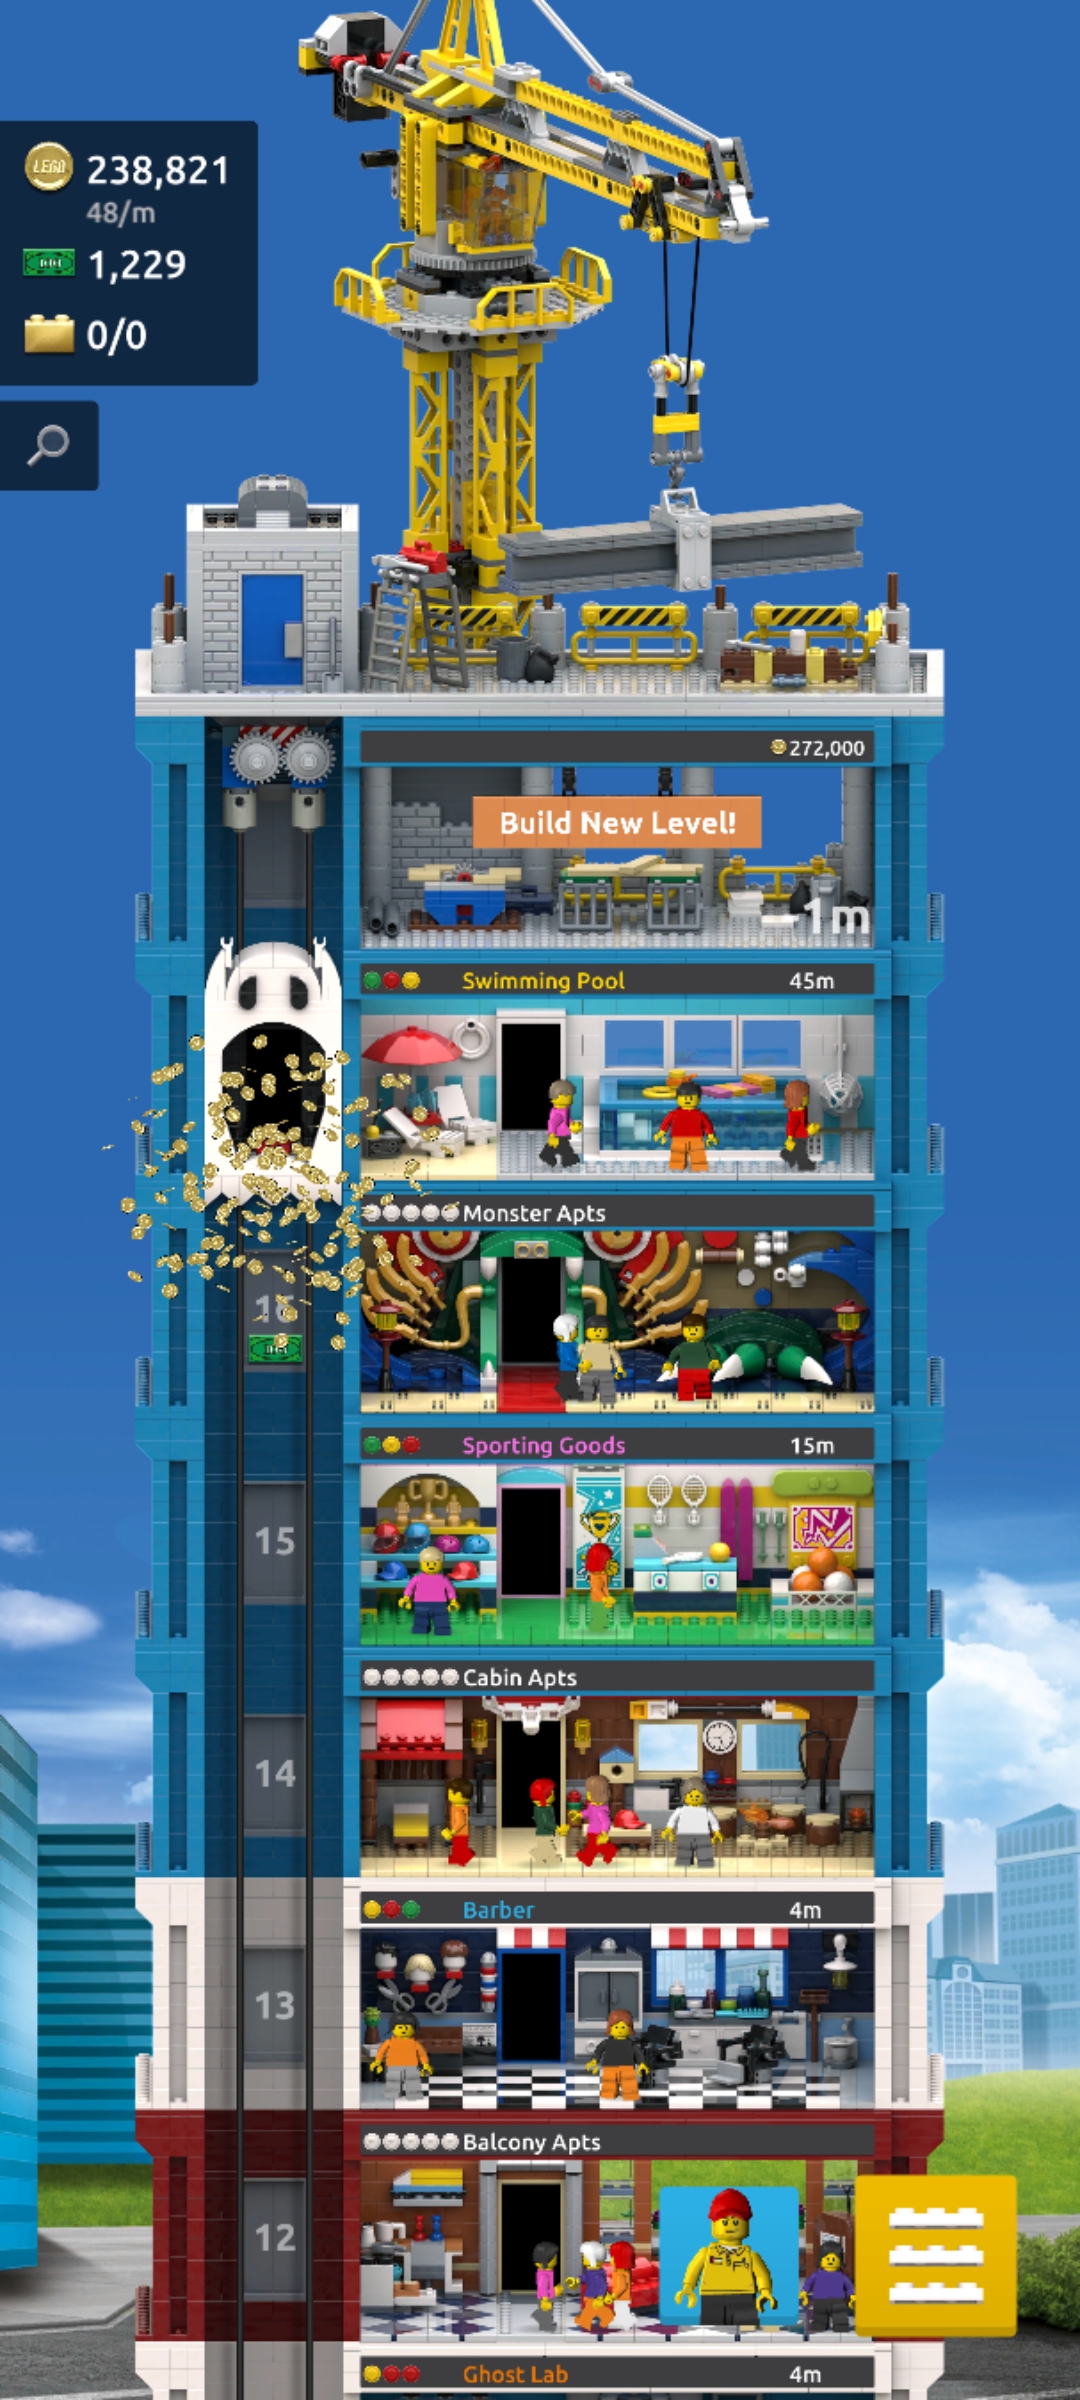 LEGO 238,821
48/m
1,229
0/0
272,000
Build New Level!
1m
Swimming Pool 45m
Monster Apts
16
Sporting Goods 15m
15
Cabin Apts
14
Barber 4m
13
Balcony Apts
12
Ghost Lab 4m